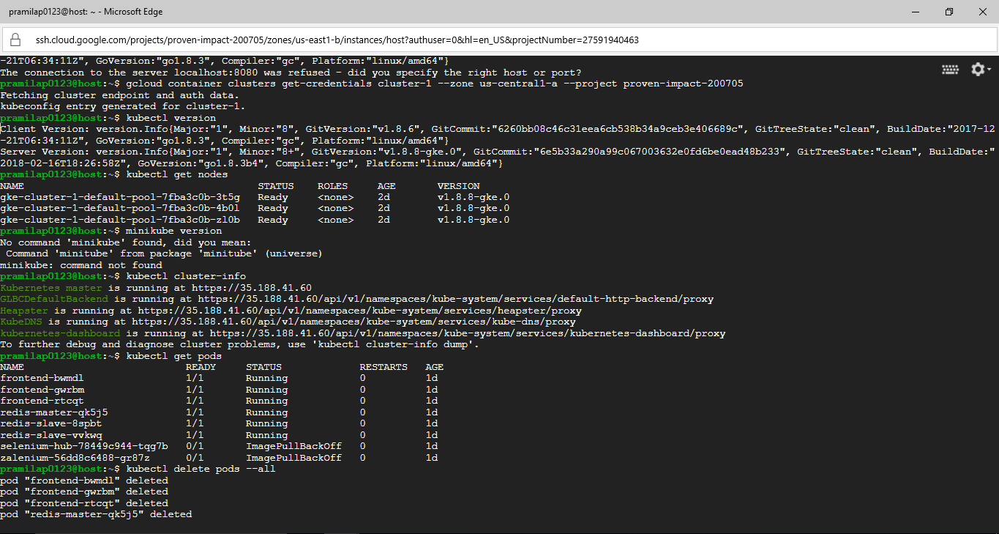 pramilap0123@host: ~ - Microsoft Edge
ssh.cloud.google.com/projects/proven-impact-200705/zones/us-east1-b/instances/host?authuser=0&hl=en_US&projectNumber=27591940463
-21T06:34:11Z", GoVersion:"go1.8.3", Compiler:"gc", Platform:"linux/amd64"}
The connection to the server localhost:8080 was refused - did you specify the right host or port?
pramilap0123@host:~$ gcloud container clusters get-credentials cluster-1 --zone us-central1-a --project proven-impact-200705
Fetching cluster endpoint and auth data.
kubeconfig entry generated for cluster-1.
pramilap0123@host:~$ kubectl version
Client Version: version.Info{Major:"1", Minor:"8", GitVersion:"v1.8.6", GitCommit:"6260bb08c46c31eea6cb538b34a9ceb3e406689c", GitTreeState:"clean", BuildDate:"2017-12
-21T06:34:11Z", GoVersion:"go1.8.3", Compiler:"gc", Platform:"linux/amd64"}
Server Version: version.Info{Major:"1", Minor:"8+", GitVersion:"v1.8.8-gke.0", GitCommit:"6e5b33a290a99c067003632e0fd6be0ead48b233", GitTreeState:"clean", BuildDate:"
2018-02-16T18:26:58Z", GoVersion:"go1.8.3b4", Compiler:"gc", Platform:"linux/amd64"}
pramilap0123@host:~$ kubectl get nodes
NAME STATUS ROLES AGE VERSION
gke-cluster-1-default-pool-7fba3c0b-3t5g Ready <none> 2d v1.8.8-gke.0
gke-cluster-1-default-pool-7fba3c0b-4b0l Ready <none> 2d v1.8.8-gke.0
gke-cluster-1-default-pool-7fba3c0b-zl0b Ready <none> 2d v1.8.8-gke.0
pramilap0123@host:~$ minikube version
No command 'minikube' found, did you mean:
 Command 'minitube' from package 'minitube' (universe)
minikube: command not found
pramilap0123@host:~$ kubectl cluster-info
Kubernetes master is running at https://35.188.41.60
GLBCDefaultBackend is running at https://35.188.41.60/api/v1/namespaces/kube-system/services/default-http-backend/proxy
Heapster is running at https://35.188.41.60/api/v1/namespaces/kube-system/services/heapster/proxy
KubeDNS is running at https://35.188.41.60/api/v1/namespaces/kube-system/services/kube-dns/proxy
kubernetes-dashboard is running at https://35.188.41.60/api/v1/namespaces/kube-system/services/kubernetes-dashboard/proxy
To further debug and diagnose cluster problems, use 'kubectl cluster-info dump'.
pramilap0123@host:~$ kubectl get pods
NAME READY STATUS RESTARTS AGE
frontend-bwmdl 1/1 Running 0 1d
frontend-gwrbm 1/1 Running 0 1d
frontend-rtcqt 1/1 Running 0 1d
redis-master-qk5j5 1/1 Running 0 1d
redis-slave-8spbt 1/1 Running 0 1d
redis-slave-vvkwq 1/1 Running 0 1d
selenium-hub-78449c944-tqg7b 0/1 ImagePullBackOff 0 1d
zalenium-56dd8c6488-gr87z 0/1 ImagePullBackOff 0 1d
pramilap0123@host:~$ kubectl delete pods --all
pod "frontend-bwmdl" deleted
pod "frontend-gwrbm" deleted
pod "frontend-rtcqt" deleted
pod "redis-master-qk5j5" deleted